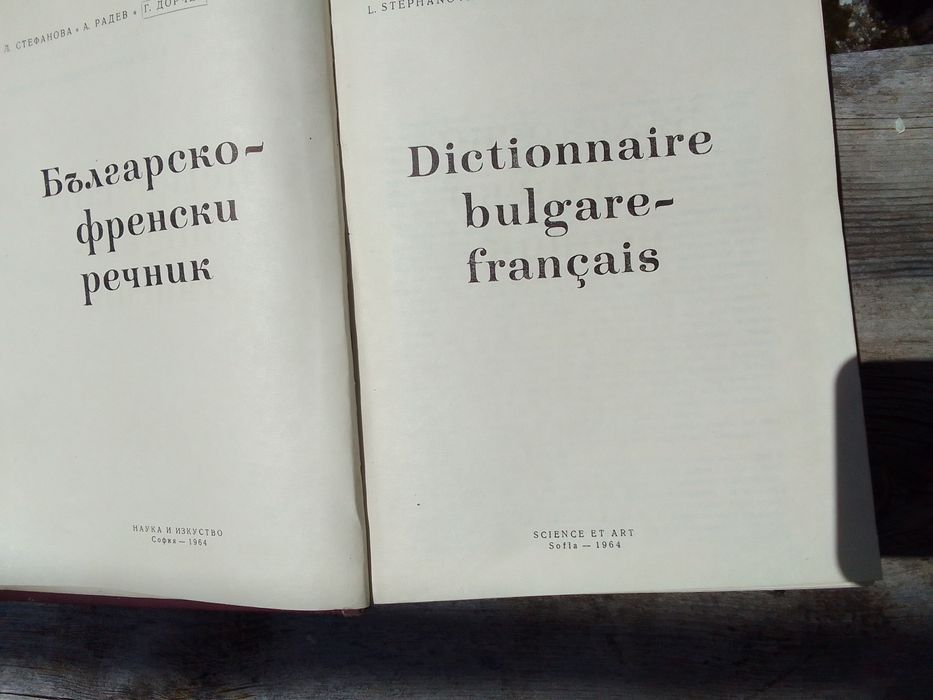 Л. СТЕФАНОВА • А. РАДЕВ • Г.
Българско-
френски
речник
НАУКА И ИЗКУСТВО
София — 1964
L.
Dictionnaire
bulgare-
français
SCIENCE ET ART
Sofia — 1964